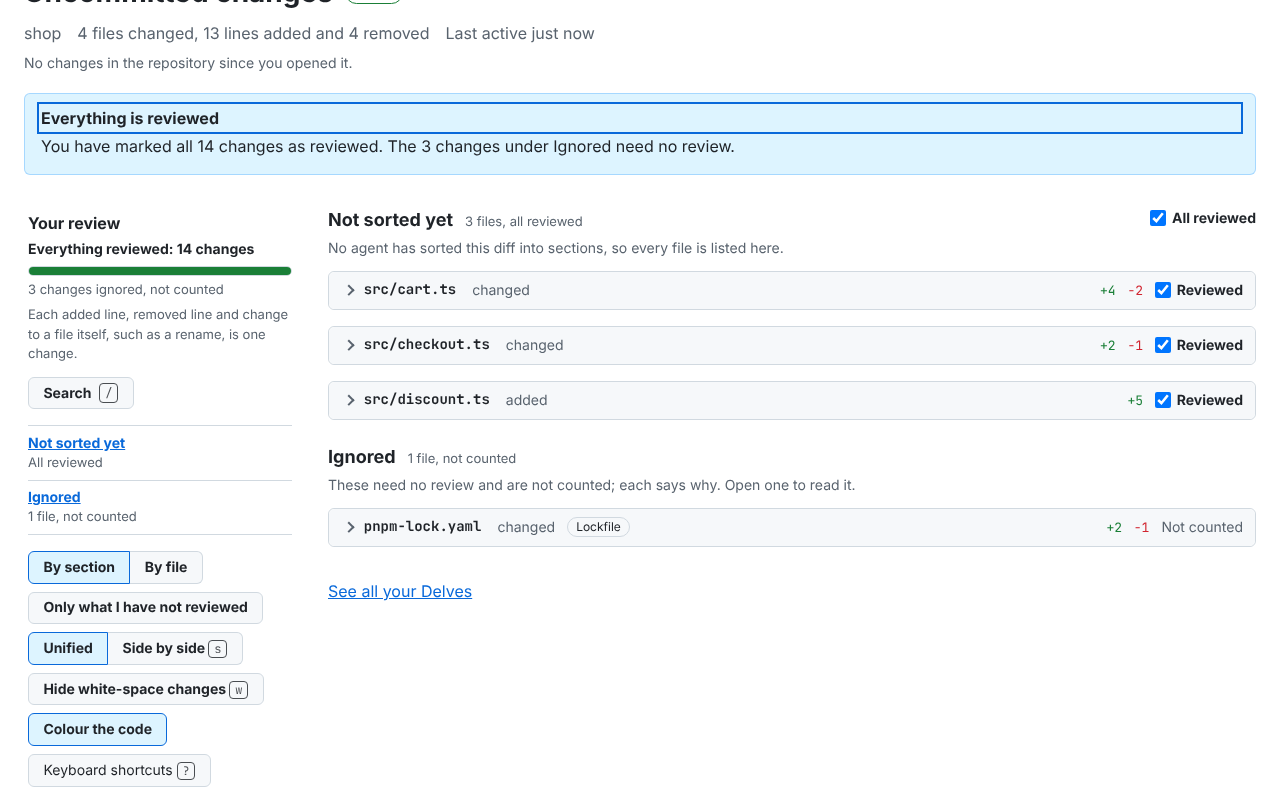 Uncommitted changes
shop 4 files changed, 13 lines added and 4 removed Last active just now
No changes in the repository since you opened it.
Everything is reviewed
You have marked all 14 changes as reviewed. The 3 changes under Ignored need no review.
Your review
Everything reviewed: 14 changes
3 changes ignored, not counted
Each added line, removed line and change
to a file itself, such as a rename, is one
change.
Search /
Not sorted yet
All reviewed
Ignored
1 file, not counted
By section By file
Only what I have not reviewed
Unified Side by side s
Hide white-space changes w
Colour the code
Keyboard shortcuts ?
Not sorted yet 3 files, all reviewed All reviewed
No agent has sorted this diff into sections, so every file is listed here.
src/cart.ts changed +4 -2 Reviewed
src/checkout.ts changed +2 -1 Reviewed
src/discount.ts added +5 Reviewed
Ignored 1 file, not counted
These need no review and are not counted; each says why. Open one to read it.
pnpm-lock.yaml changed Lockfile +2 -1 Not counted
See all your Delves